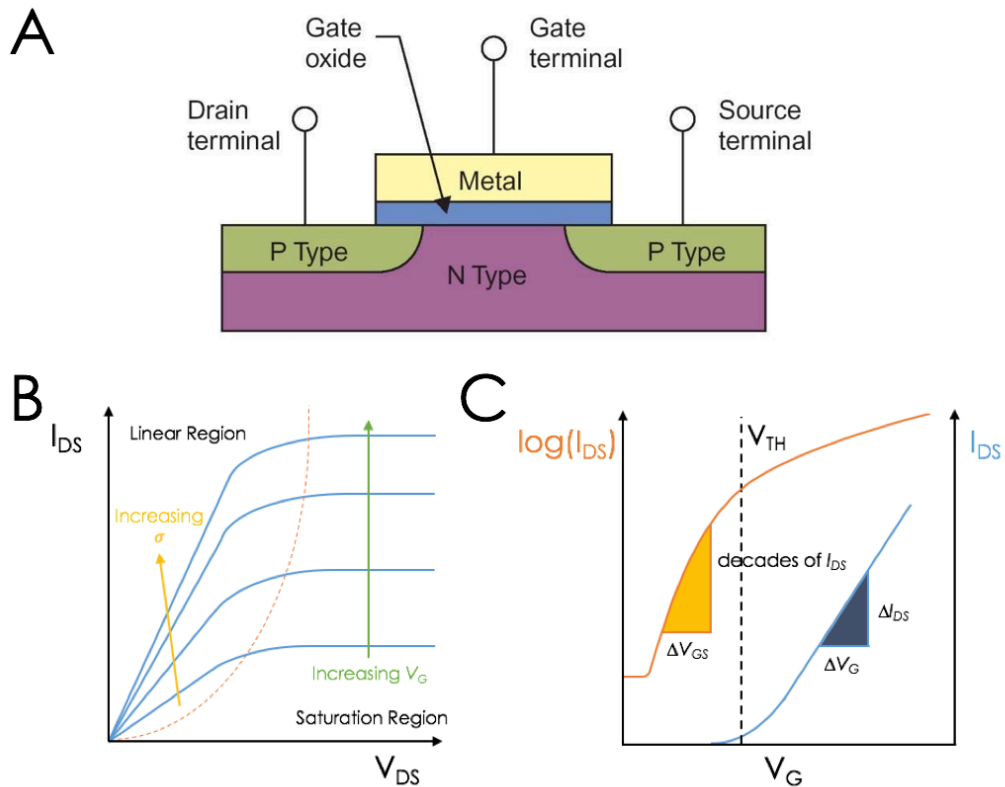 A
Gate
oxide
Gate
terminal
Drain
terminal
Source
terminal
Metal
P Type
N Type
P Type
B
I_DS
Linear Region
Increasing
σ
Increasing V_G
Saturation Region
V_DS
C
log(I_DS)
V_TH
I_DS
decades of I_DS
ΔV_GS
ΔI_DS
ΔV_G
V_G